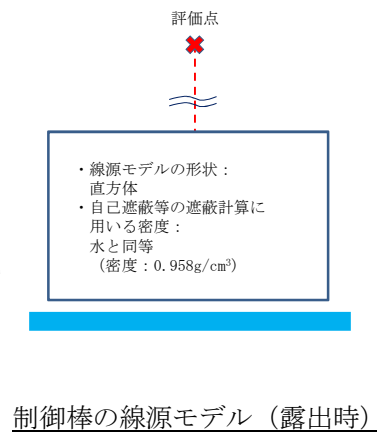 評価点
・線源モデルの形状：
直方体
・自己遮蔽等の遮蔽計算に
用いる密度：
水と同等
（密度：0.958g/cm³）
制御棒の線源モデル（露出時）